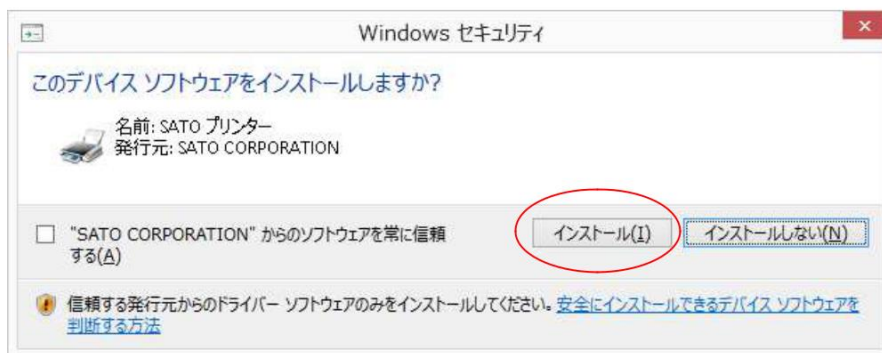 Windows セキュリティ
このデバイス ソフトウェアをインストールしますか?
名前: SATO プリンター
発行元: SATO CORPORATION
"SATO CORPORATION" からのソフトウェアを常に信頼
する(A)
インストール(I)
インストールしない(N)
信頼する発行元からのドライバー ソフトウェアのみをインストールしてください。安全にインストールできるデバイス ソフトウェアを
判断する方法